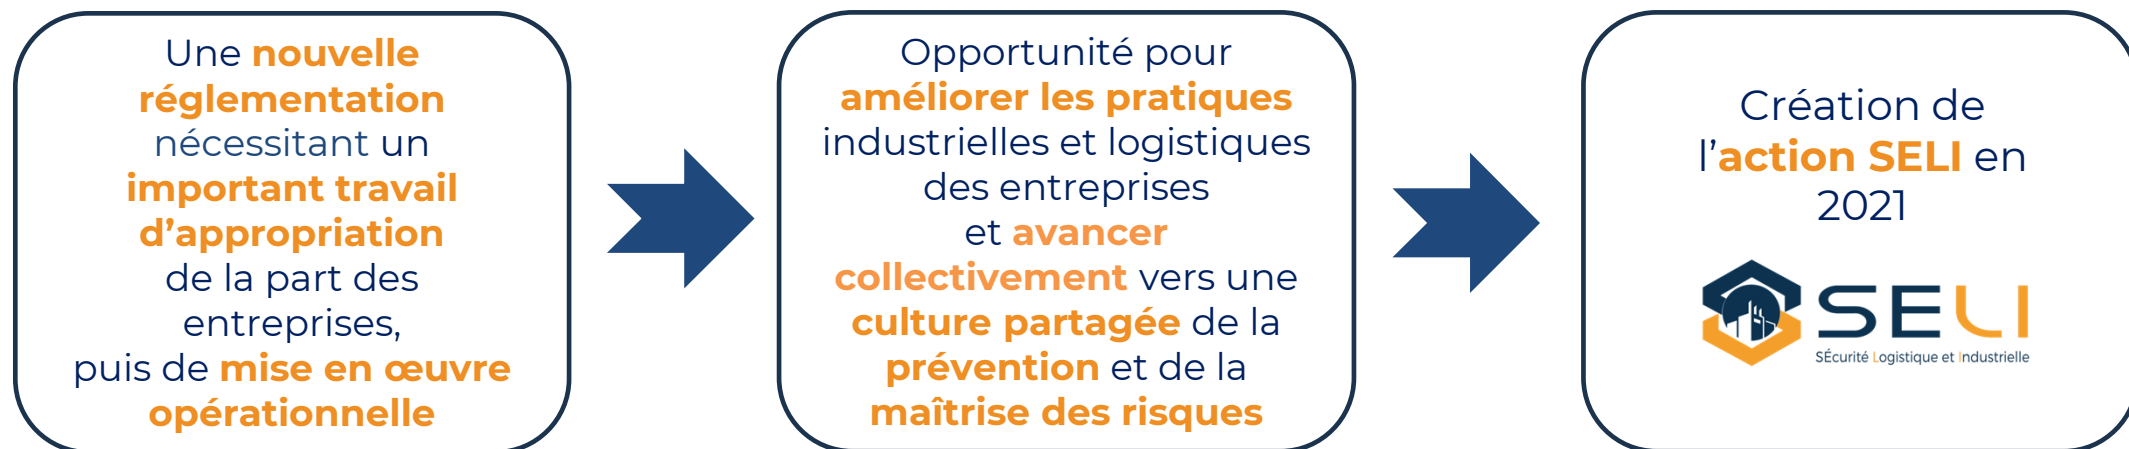 Une nouvelle
réglementation
nécessitant un
important travail
d’appropriation
de la part des
entreprises,
puis de mise en œuvre
opérationnelle
Opportunité pour
améliorer les pratiques
industrielles et logistiques
des entreprises
et avancer
collectivement vers une
culture partagée de la
prévention et de la
maîtrise des risques
Création de
l’action SELI en
2021
SELI
SÉcurité Logistique et Industrielle